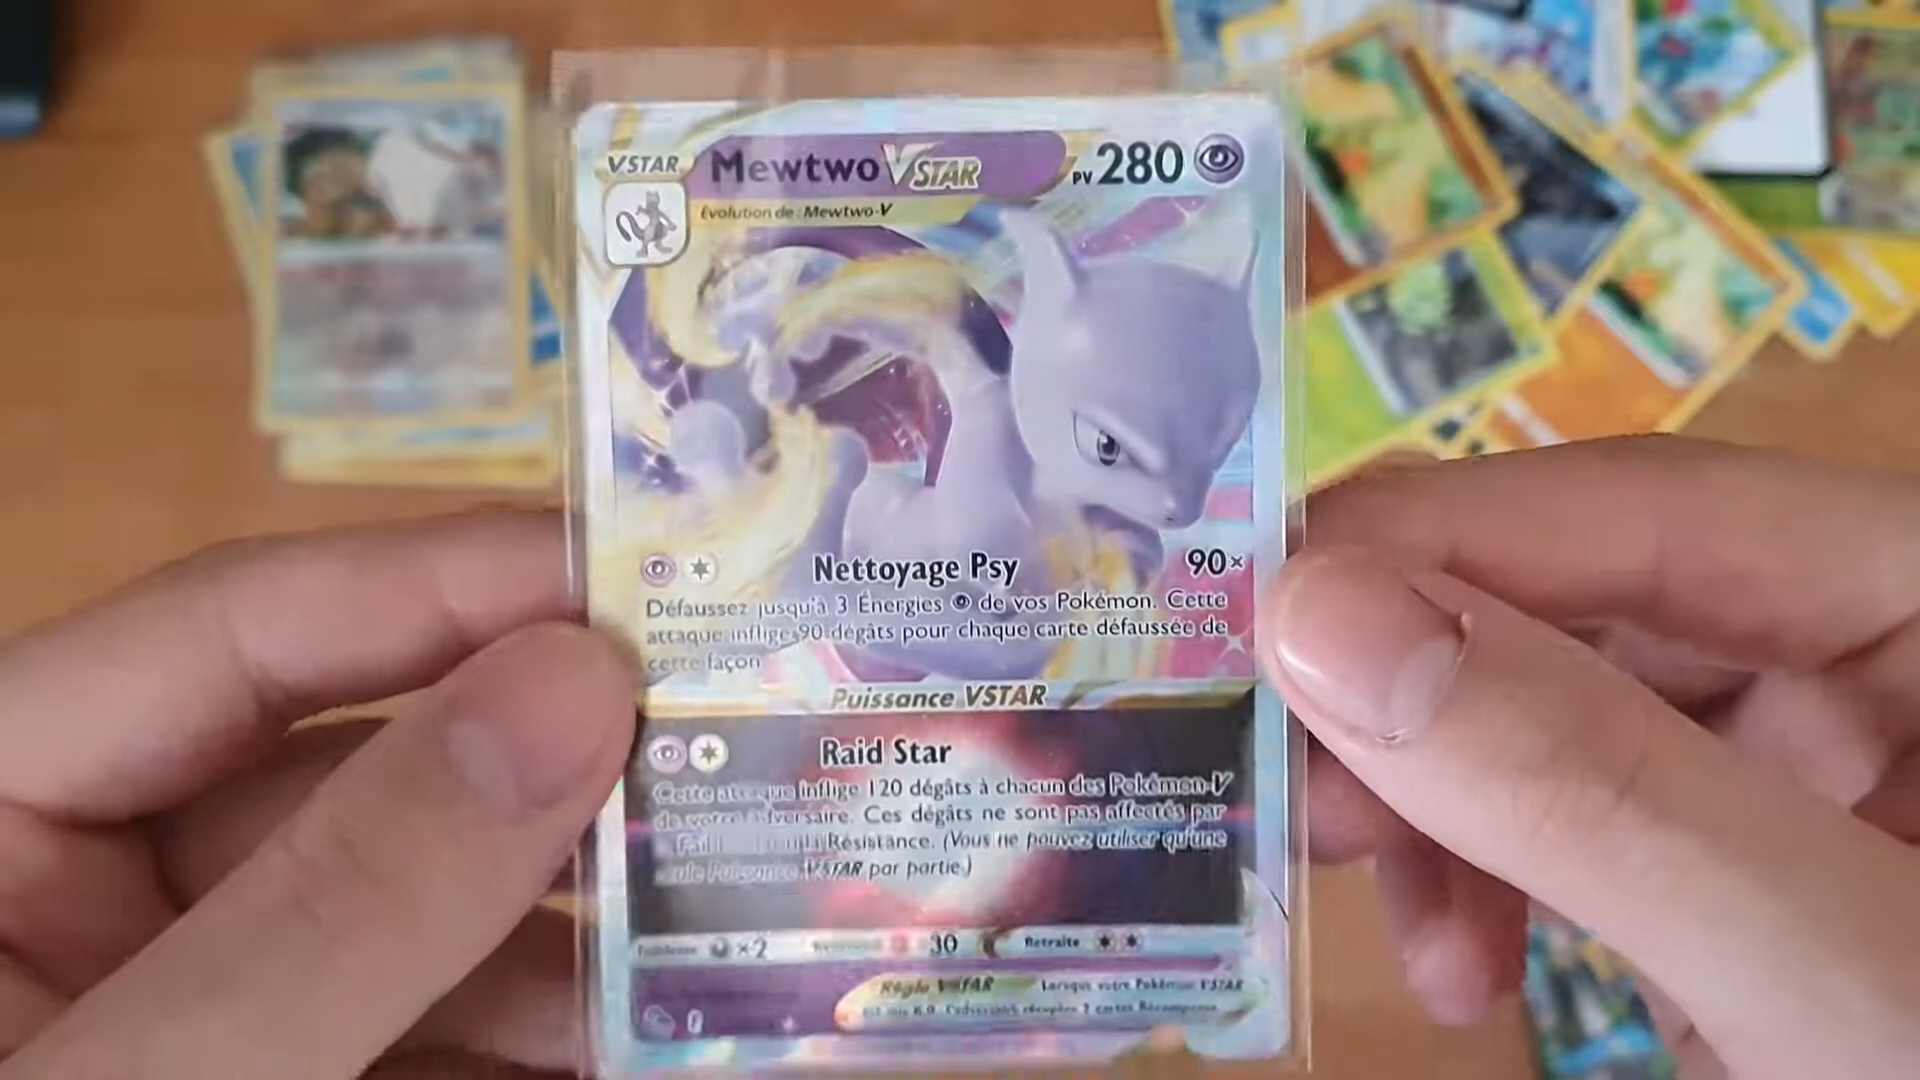 VSTAR Mewtwo VSTAR PV 280
Évolution de : Mewtwo-V
Nettoyage Psy 90×
Défaussez jusqu'à 3 Énergies de vos Pokémon. Cette
attaque inflige 90 dégâts pour chaque carte défaussée de
cette façon
Puissance VSTAR
Raid Star
Cette attaque inflige 120 dégâts à chacun des Pokémon-V
de votre adversaire. Ces dégâts ne sont pas affectés par
la Résistance. (Vous ne pouvez utiliser qu'une
seule Puissance VSTAR par partie.)
Faiblesse ×2 30 Retraite
Règle VSTAR Lorsque votre Pokémon VSTAR
est mis K.O. l'adversaire récupère 2 cartes Récompense